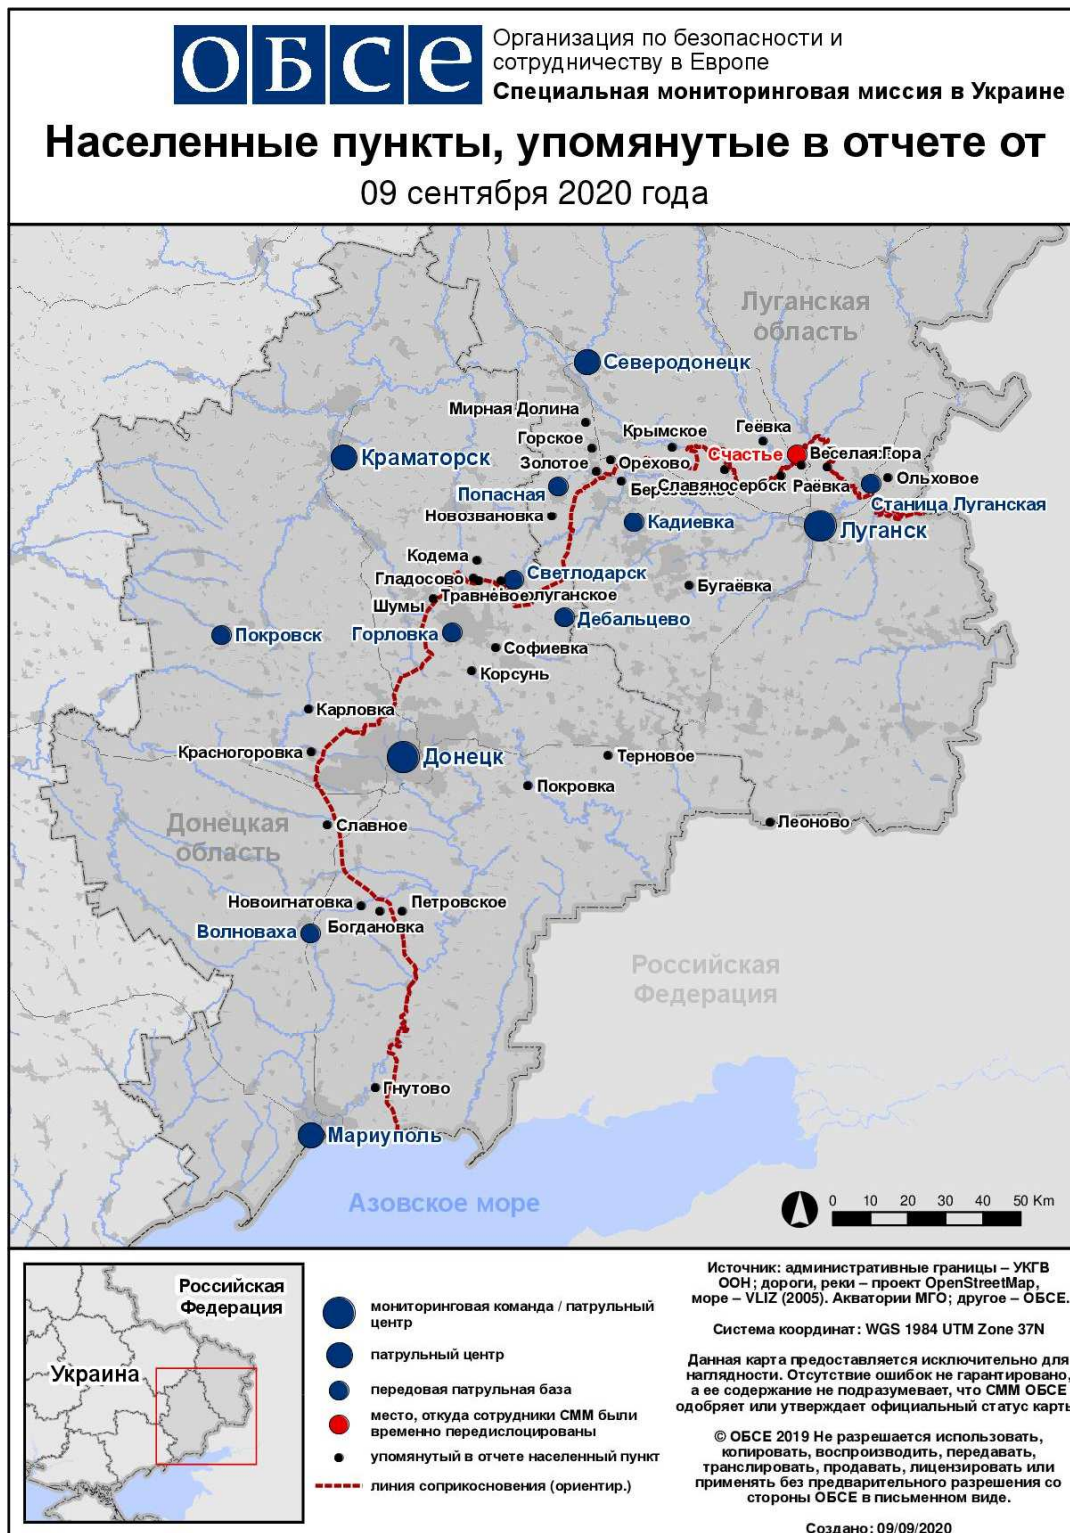 ОБСЕ
Организация по безопасности и
сотрудничеству в Европе
Специальная мониторинговая миссия в Украине
Населенные пункты, упомянутые в отчете от
09 сентября 2020 года
Луганская
область
Северодонецк
Мирная Долина
Крымское
Геёвка
Горское
Счастье
Веселая Гора
Краматорск
Золотое
Орехово
Попасная
Славяносербск
Раёвка
Ольховое
Станица Луганская
Новозвановка
Кадиевка
Луганск
Кодема
Гладосово
Светлодарск
Травневое
луганское
Бугаёвка
Шумы
Покровск
Горловка
Дебальцево
Софиевка
Корсунь
Карловка
Красногоровка
Донецк
Терновое
Покровка
Донецкая
область
Славное
Леоново
Новоигнатовка
Петровское
Богдановка
Волноваха
Российская
Федерация
Гнутово
Мариуполь
Азовское море
0 10 20 30 40 50 Km
Российская
Федерация
Украина
мониторинговая команда / патрульный
центр
патрульный центр
передовая патрульная база
место, откуда сотрудники СММ были
временно передислоцированы
упомянутый в отчете населенный пункт
линия соприкосновения (ориентир.)
Источник: административные границы – УКГВ
ООН; дороги, реки – проект OpenStreetMap,
море – VLIZ (2005). Акватории МГО; другое – ОБСЕ.
Система координат: WGS 1984 UTM Zone 37N
Данная карта предоставляется исключительно для
наглядности. Отсутствие ошибок не гарантировано,
а ее содержание не подразумевает, что СММ ОБСЕ
одобряет или утверждает официальный статус карты
© ОБСЕ 2019 Не разрешается использовать,
копировать, воспроизводить, передавать,
транслировать, продавать, лицензировать или
применять без предварительного разрешения со
стороны ОБСЕ в письменном виде.
Создано: 09/09/2020